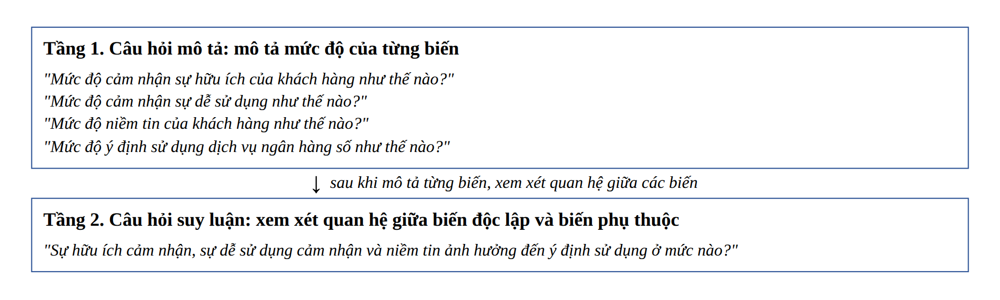 Tầng 1. Câu hỏi mô tả: mô tả mức độ của từng biến
"Mức độ cảm nhận sự hữu ích của khách hàng như thế nào?"
"Mức độ cảm nhận sự dễ sử dụng như thế nào?"
"Mức độ niềm tin của khách hàng như thế nào?"
"Mức độ ý định sử dụng dịch vụ ngân hàng số như thế nào?"
↓ sau khi mô tả từng biến, xem xét quan hệ giữa các biến
Tầng 2. Câu hỏi suy luận: xem xét quan hệ giữa biến độc lập và biến phụ thuộc
"Sự hữu ích cảm nhận, sự dễ sử dụng cảm nhận và niềm tin ảnh hưởng đến ý định sử dụng ở mức nào?"